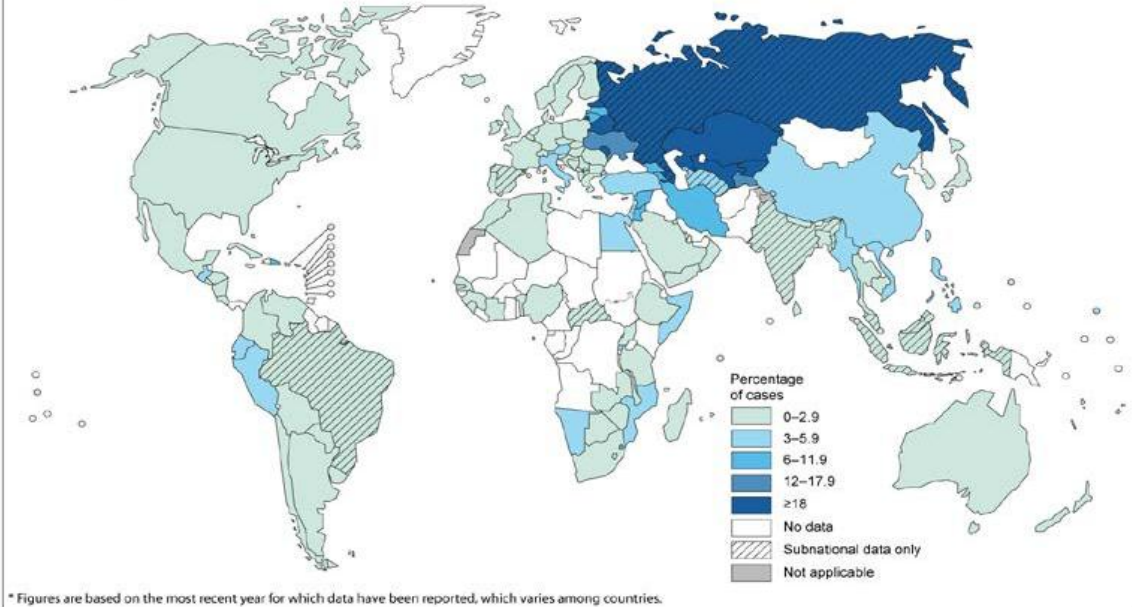 Percentage
of cases
0–2.9
3–5.9
6–11.9
12–17.9
≥18
No data
Subnational data only
Not applicable
* Figures are based on the most recent year for which data have been reported, which varies among countries.